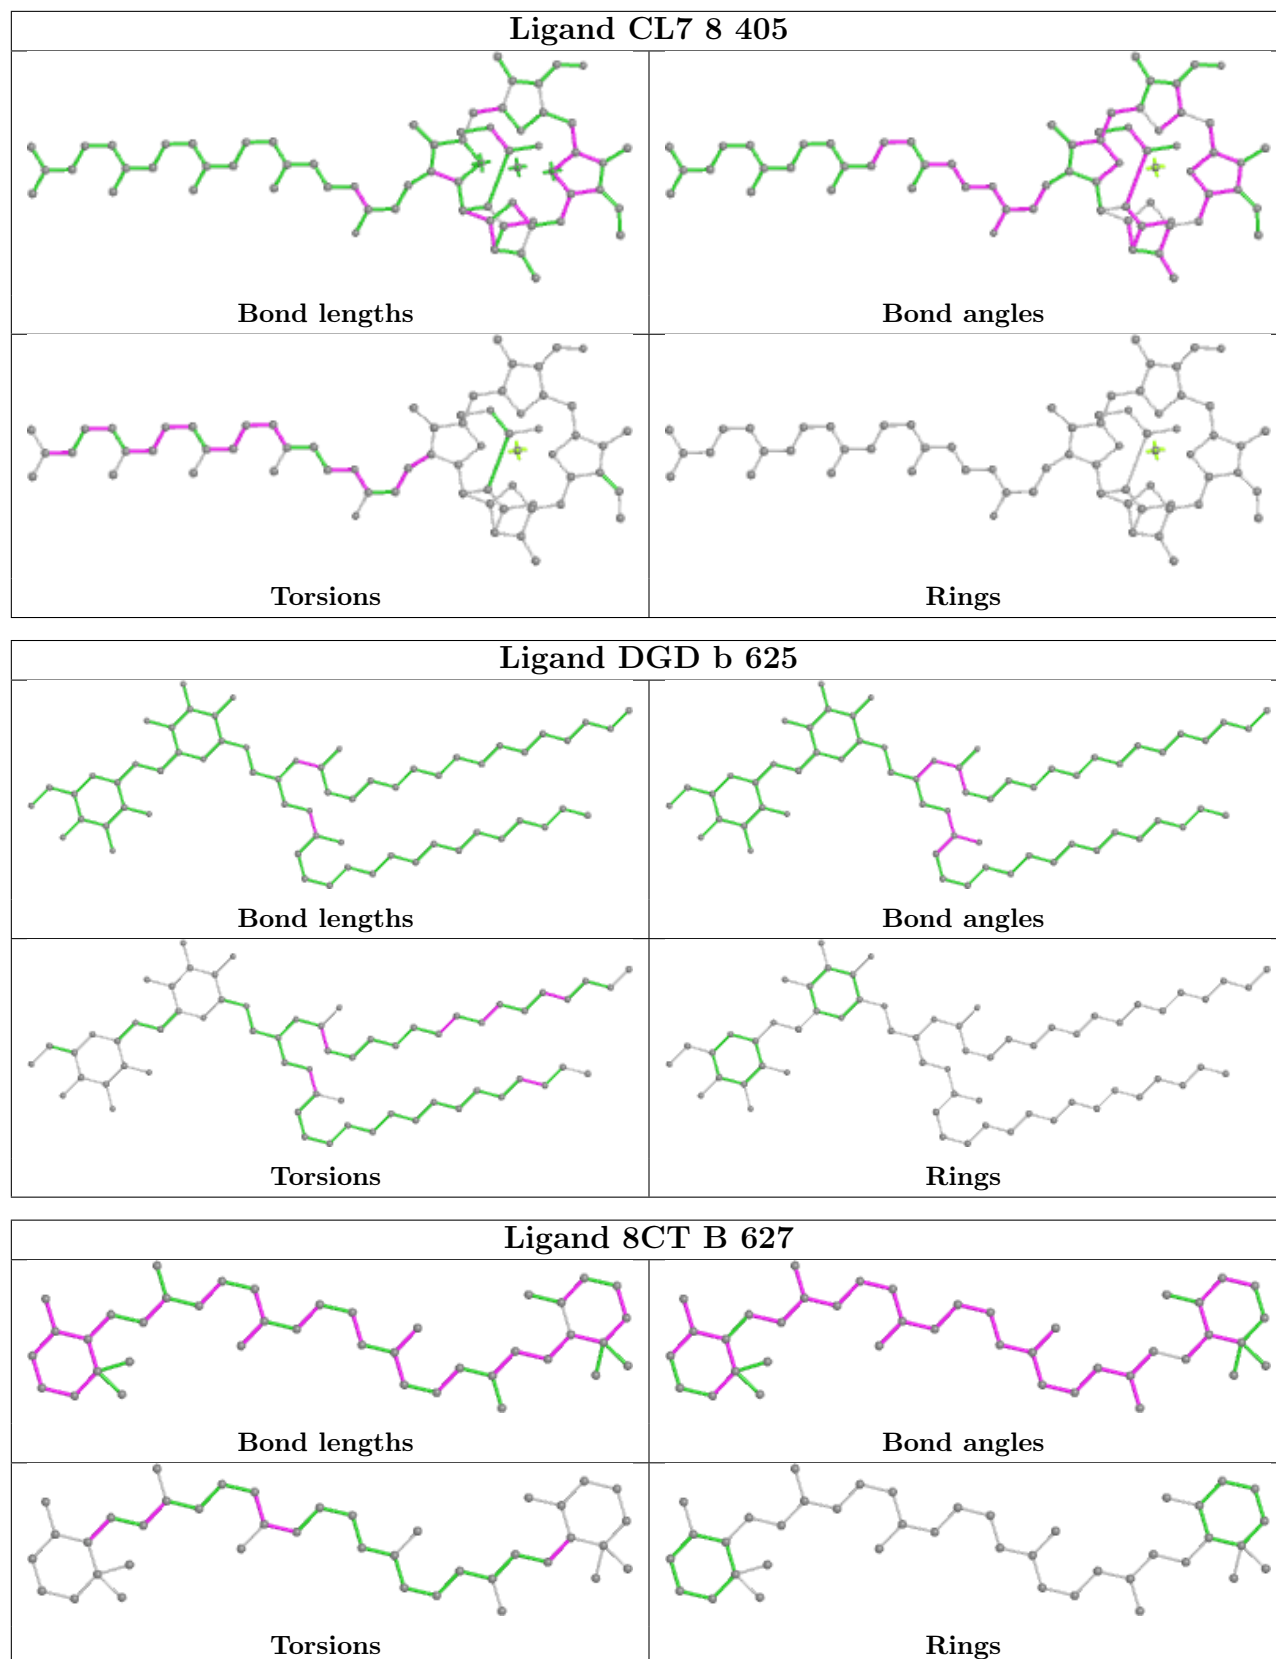 Ligand CL7 8 405
Bond lengths
Bond angles
Torsions
Rings
Ligand DGD b 625
Bond lengths
Bond angles
Torsions
Rings
Ligand 8CT B 627
Bond lengths
Bond angles
Torsions
Rings